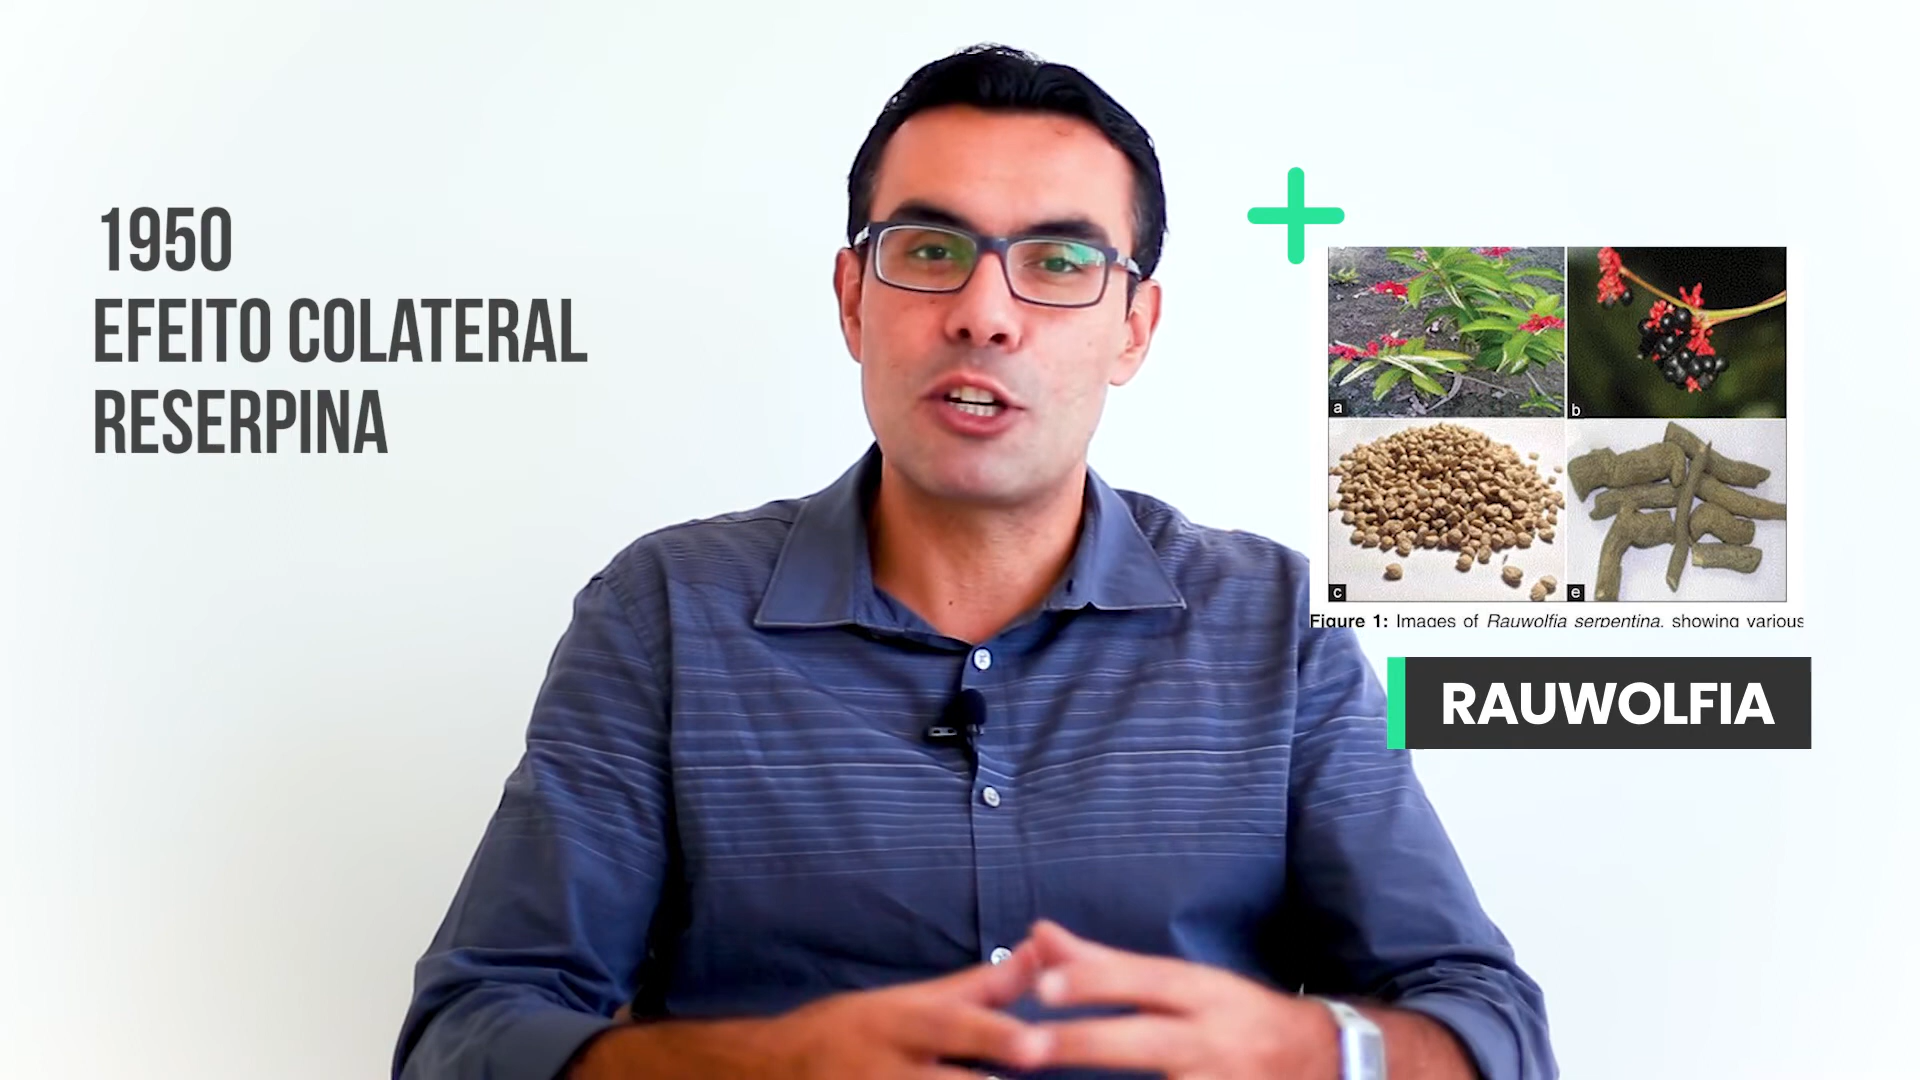 1950
EFEITO COLATERAL
RESERPINA
a
b
c
e
Figure 1: Images of Rauwolfia serpentina. showing various
RAUWOLFIA